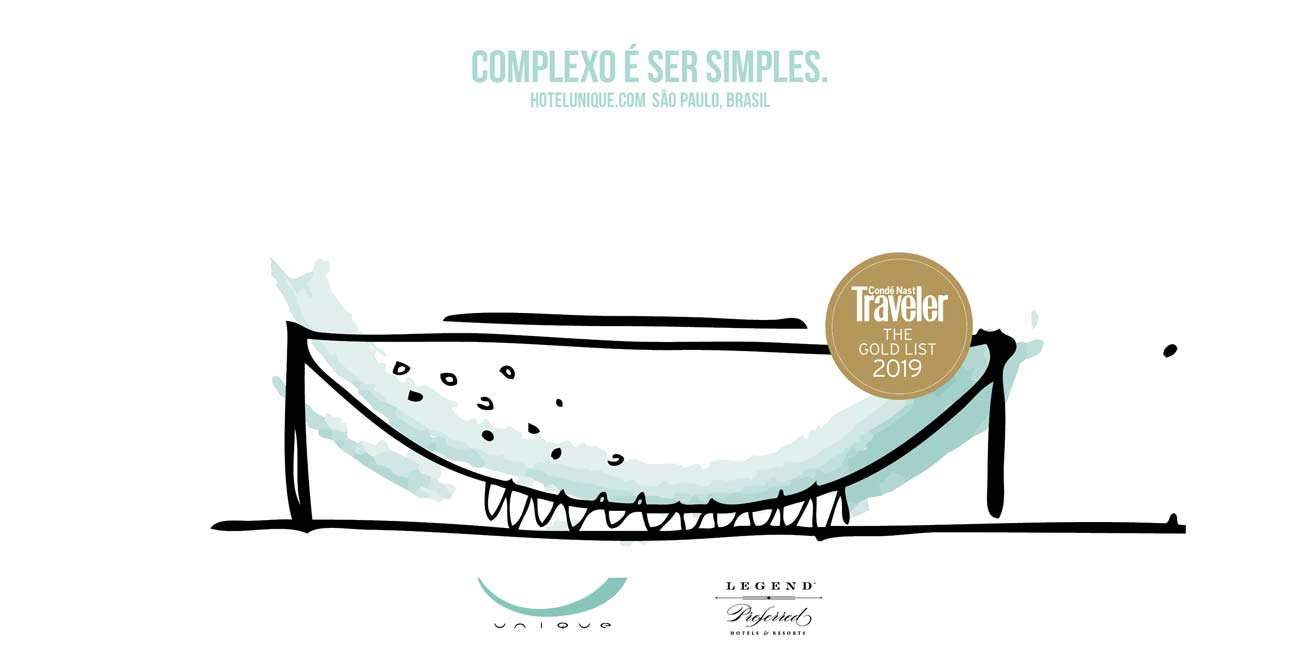 COMPLEXO É SER SIMPLES.
HOTELUNIQUE.COM SÃO PAULO, BRASIL
Condé Nast
Traveler
THE
GOLD LIST
2019
unique
LEGEND
Preferred
HOTELS & RESORTS